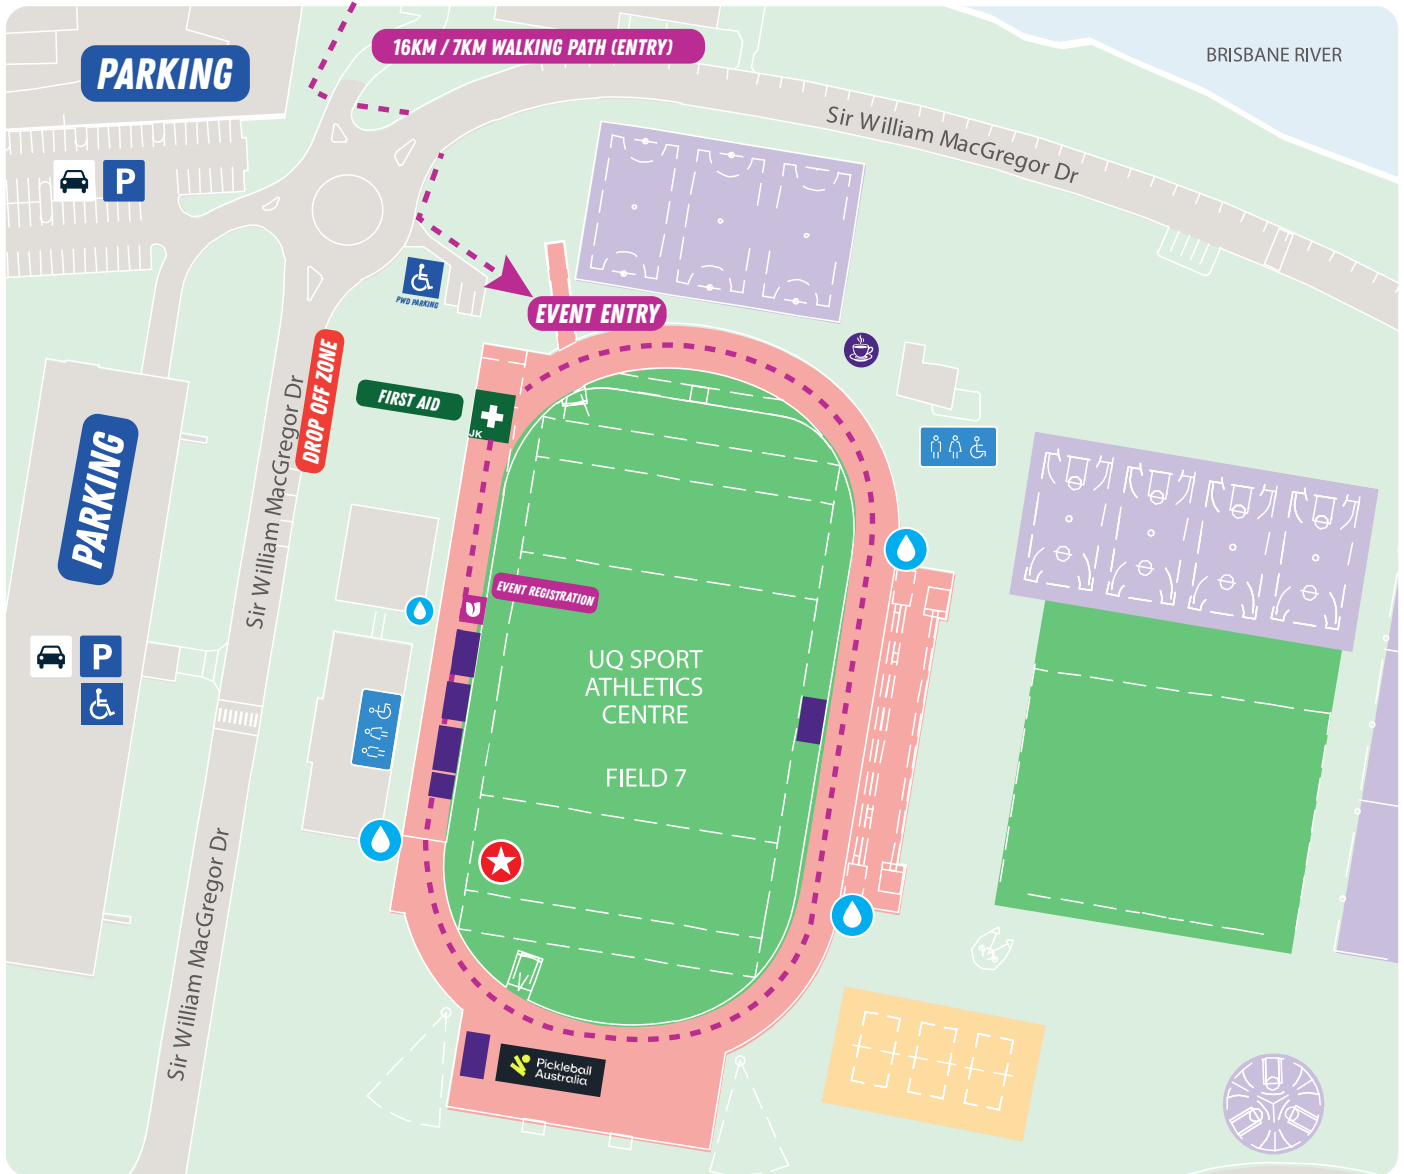 16KM / 7KM WALKING PATH (ENTRY)
BRISBANE RIVER
PARKING
Sir William MacGregor Dr
P
PWD PARKING
EVENT ENTRY
DROP OFF ZONE
FIRST AID
JK
PARKING
Sir William MacGregor Dr
EVENT REGISTRATION
P
UQ SPORT
ATHLETICS
CENTRE
FIELD 7
Sir William MacGregor Dr
Pickleball
Australia